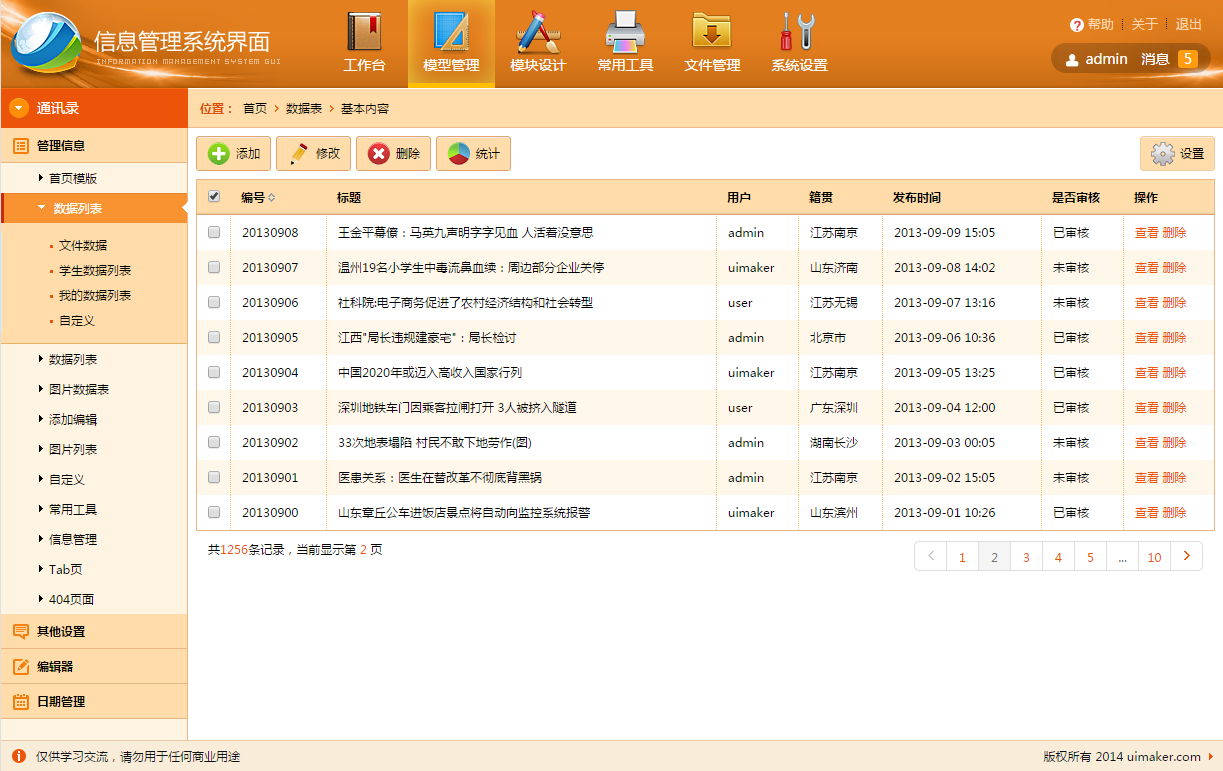 信息管理系统界面
INFORMATION MANAGEMENT SYSTEM GUI
工作台 模型管理 模块设计 常用工具 文件管理 系统设置
帮助 关于 退出
admin 消息 5
通讯录
管理信息
首页模版
数据列表
文件数据
学生数据列表
我的数据列表
自定义
数据列表
图片数据表
添加编辑
图片列表
自定义
常用工具
信息管理
Tab页
404页面
其他设置
编辑器
日期管理
位置： 首页 › 数据表 › 基本内容
添加 修改 删除 统计 设置
编号 标题 用户 籍贯 发布时间 是否审核 操作
20130908 王金平幕僚：马英九声明字字见血 人活着没意思 admin 江苏南京 2013-09-09 15:05 已审核 查看 删除
20130907 温州19名小学生中毒流鼻血续：周边部分企业关停 uimaker 山东济南 2013-09-08 14:02 未审核 查看 删除
20130906 社科院:电子商务促进了农村经济结构和社会转型 user 江苏无锡 2013-09-07 13:16 未审核 查看 删除
20130905 江西"局长违规建豪宅"：局长检讨 admin 北京市 2013-09-06 10:36 已审核 查看 删除
20130904 中国2020年或迈入高收入国家行列 uimaker 江苏南京 2013-09-05 13:25 已审核 查看 删除
20130903 深圳地铁车门因乘客拉闸打开 3人被挤入隧道 user 广东深圳 2013-09-04 12:00 已审核 查看 删除
20130902 33次地表塌陷 村民不敢下地劳作(图) admin 湖南长沙 2013-09-03 00:05 未审核 查看 删除
20130901 医患关系：医生在替改革不彻底背黑锅 admin 江苏南京 2013-09-02 15:05 未审核 查看 删除
20130900 山东章丘公车进饭店景点将自动向监控系统报警 uimaker 山东滨州 2013-09-01 10:26 已审核 查看 删除
共1256条记录，当前显示第 2 页
< 1 2 3 4 5 ... 10 >
仅供学习交流，请勿用于任何商业用途
版权所有 2014 uimaker.com